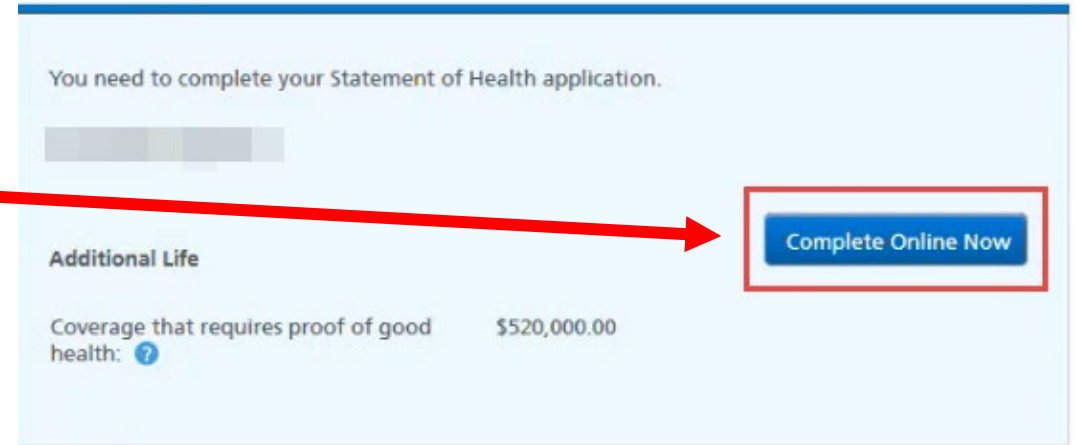 You need to complete your Statement of Health application.
Complete Online Now
Additional Life
Coverage that requires proof of good $520,000.00
health: ?